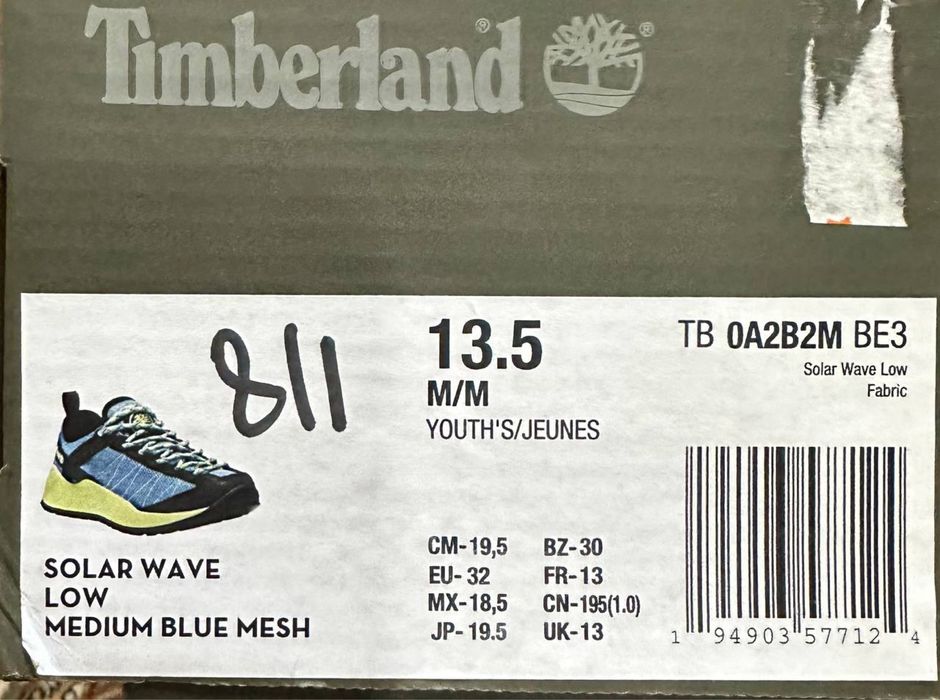 Timberland®
®
811
13.5
M/M
YOUTH'S/JEUNES
TB 0A2B2M BE3
Solar Wave Low
Fabric
SOLAR WAVE
LOW
MEDIUM BLUE MESH
CM-19,5 BZ-30
EU-32 FR-13
MX-18,5 CN-195(1.0)
JP-19.5 UK-13
1 94903 57712 4